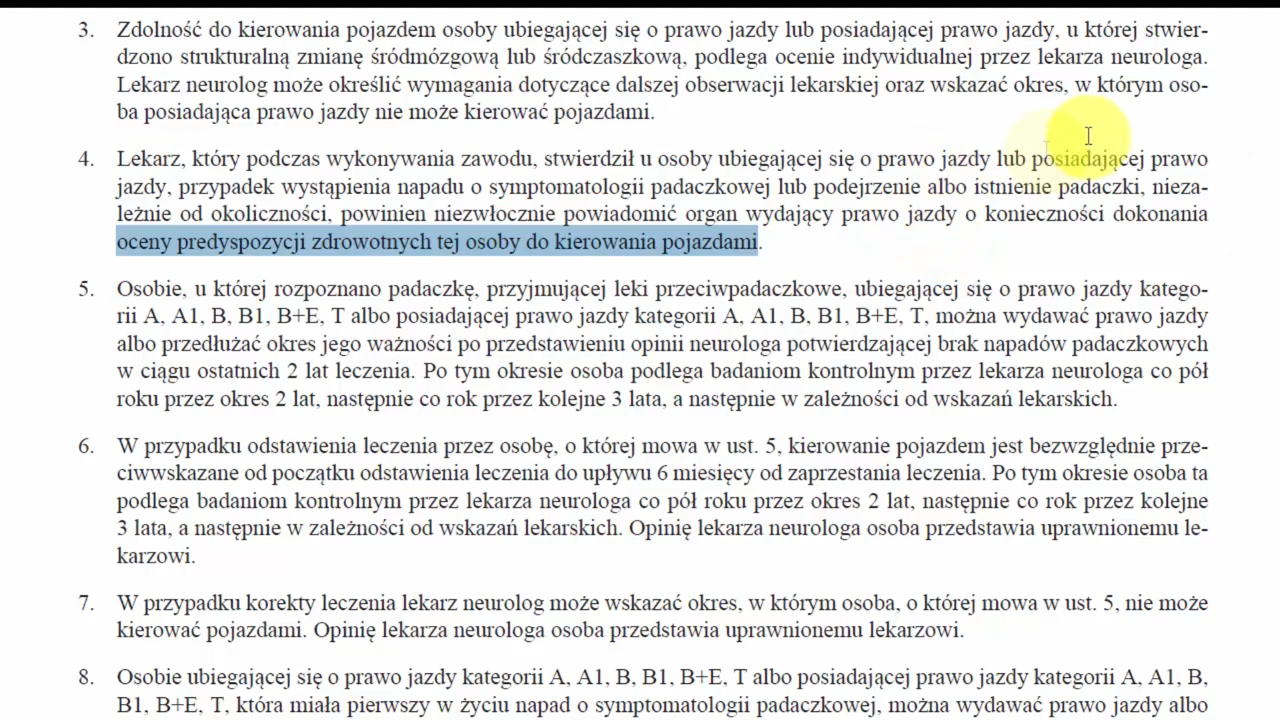 3. Zdolność do kierowania pojazdem osoby ubiegającej się o prawo jazdy lub posiadającej prawo jazdy, u której stwier-
dzono strukturalną zmianę śródmózgową lub śródczaszkową, podlega ocenie indywidualnej przez lekarza neurologa.
Lekarz neurolog może określić wymagania dotyczące dalszej obserwacji lekarskiej oraz wskazać okres, w którym oso-
ba posiadająca prawo jazdy nie może kierować pojazdami.
4. Lekarz, który podczas wykonywania zawodu, stwierdził u osoby ubiegającej się o prawo jazdy lub posiadającej prawo
jazdy, przypadek wystąpienia napadu o symptomatologii padaczkowej lub podejrzenie albo istnienie padaczki, nieza-
leżnie od okoliczności, powinien niezwłocznie powiadomić organ wydający prawo jazdy o konieczności dokonania
oceny predyspozycji zdrowotnych tej osoby do kierowania pojazdami.
5. Osobie, u której rozpoznano padaczkę, przyjmującej leki przeciwpadaczkowe, ubiegającej się o prawo jazdy katego-
rii A, A1, B, B1, B+E, T albo posiadającej prawo jazdy kategorii A, A1, B, B1, B+E, T, można wydawać prawo jazdy
albo przedłużać okres jego ważności po przedstawieniu opinii neurologa potwierdzającej brak napadów padaczkowych
w ciągu ostatnich 2 lat leczenia. Po tym okresie osoba podlega badaniom kontrolnym przez lekarza neurologa co pół
roku przez okres 2 lat, następnie co rok przez kolejne 3 lata, a następnie w zależności od wskazań lekarskich.
6. W przypadku odstawienia leczenia przez osobę, o której mowa w ust. 5, kierowanie pojazdem jest bezwzględnie prze-
ciwwskazane od początku odstawienia leczenia do upływu 6 miesięcy od zaprzestania leczenia. Po tym okresie osoba ta
podlega badaniom kontrolnym przez lekarza neurologa co pół roku przez okres 2 lat, następnie co rok przez kolejne
3 lata, a następnie w zależności od wskazań lekarskich. Opinię lekarza neurologa osoba przedstawia uprawnionemu le-
karzowi.
7. W przypadku korekty leczenia lekarz neurolog może wskazać okres, w którym osoba, o której mowa w ust. 5, nie może
kierować pojazdami. Opinię lekarza neurologa osoba przedstawia uprawnionemu lekarzowi.
8. Osobie ubiegającej się o prawo jazdy kategorii A, A1, B, B1, B+E, T albo posiadającej prawo jazdy kategorii A, A1, B,
B1, B+E, T, która miała pierwszy w życiu napad o symptomatologii padaczkowej, można wydawać prawo jazdy albo